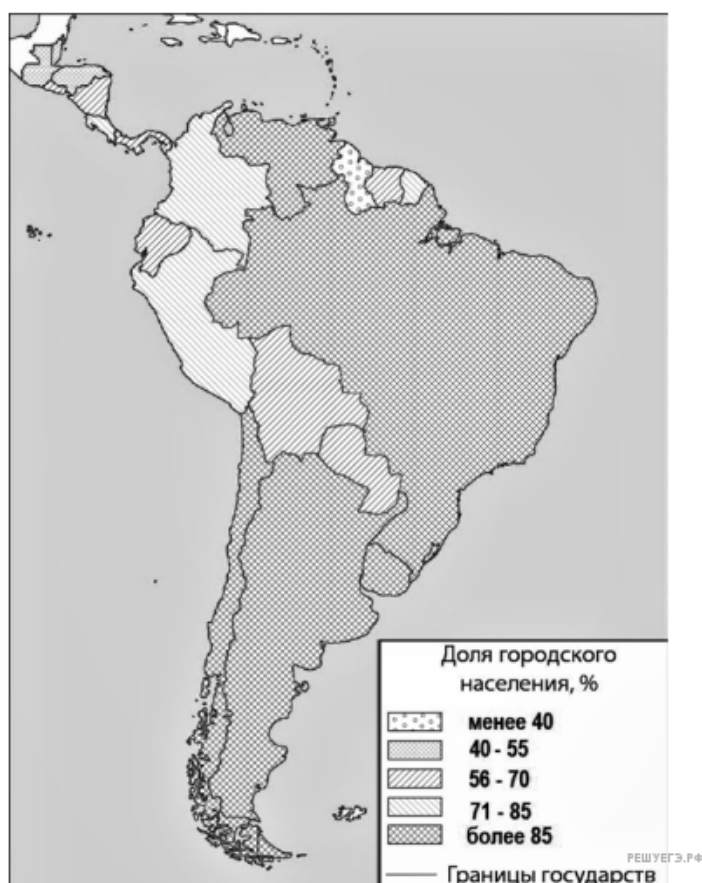 Доля городского
населения, %
менее 40
40 - 55
56 - 70
71 - 85
более 85
РЕШУЕГЭ.РФ
Границы государств